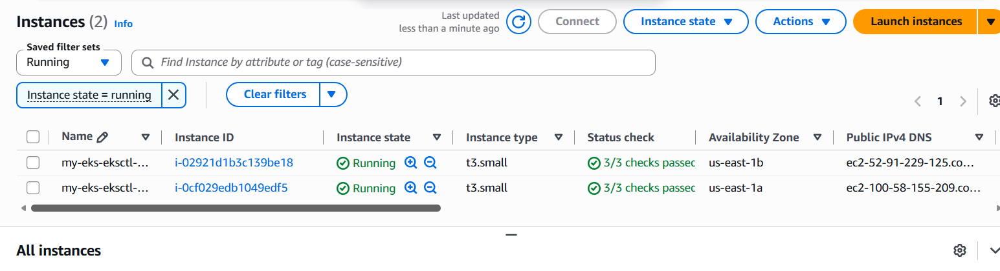 Instances (2) Info
Last updated
less than a minute ago
Connect
Instance state
Actions
Launch instances
Saved filter sets
Running
Find Instance by attribute or tag (case-sensitive)
Instance state = running
Clear filters
1
Name Instance ID Instance state Instance type Status check Availability Zone Public IPv4 DNS
my-eks-eksctl-... i-02921d1b3c139be18 Running t3.small 3/3 checks passec us-east-1b ec2-52-91-229-125.co...
my-eks-eksctl-... i-0cf029edb1049edf5 Running t3.small 3/3 checks passec us-east-1a ec2-100-58-155-209.co...
All instances